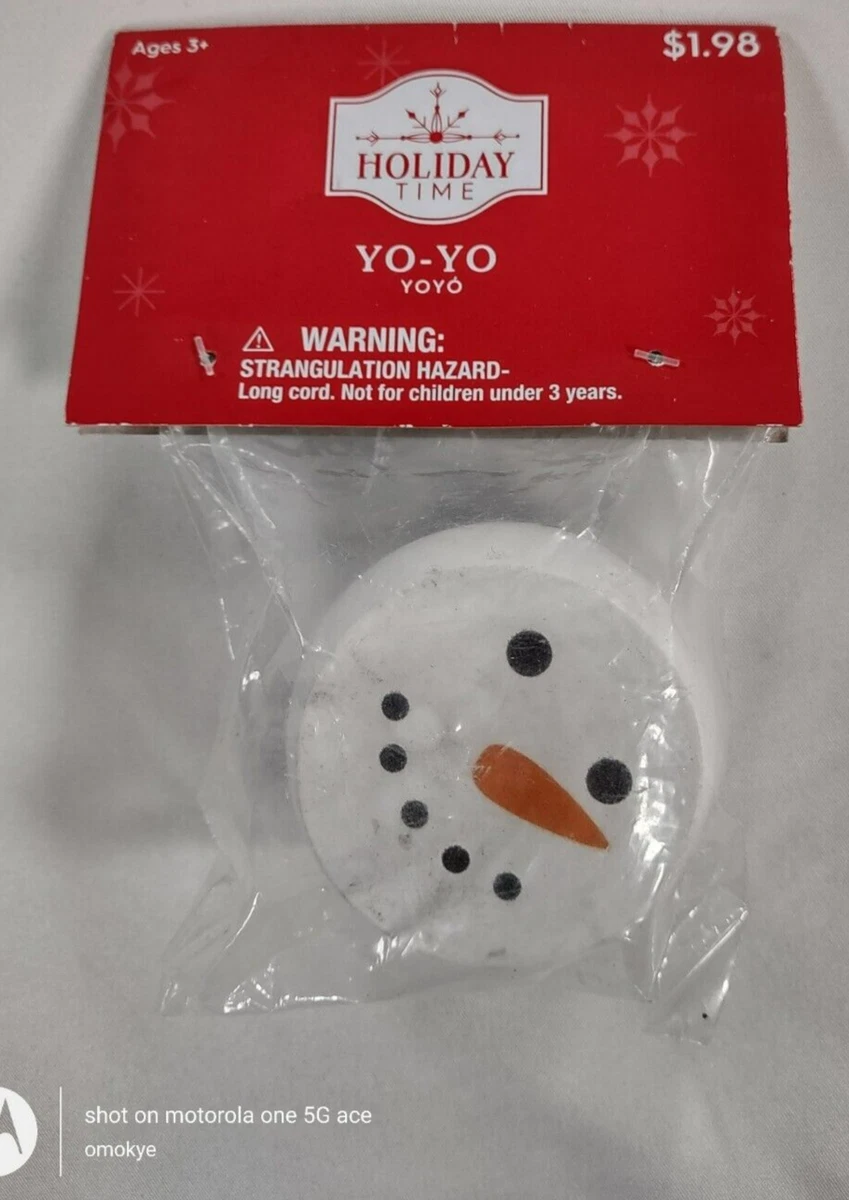 Ages 3+
$1.98
HOLIDAY
TIME
YO-YO
YOYÓ
WARNING:
STRANGULATION HAZARD-
Long cord. Not for children under 3 years.
shot on motorola one 5G ace
omokye